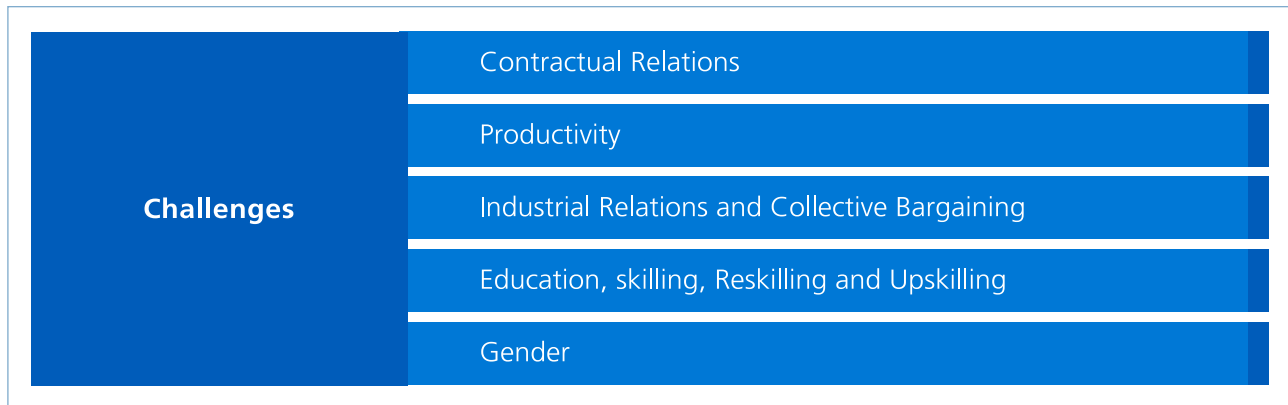 Challenges
Contractual Relations
Productivity
Industrial Relations and Collective Bargaining
Education, skilling, Reskilling and Upskilling
Gender